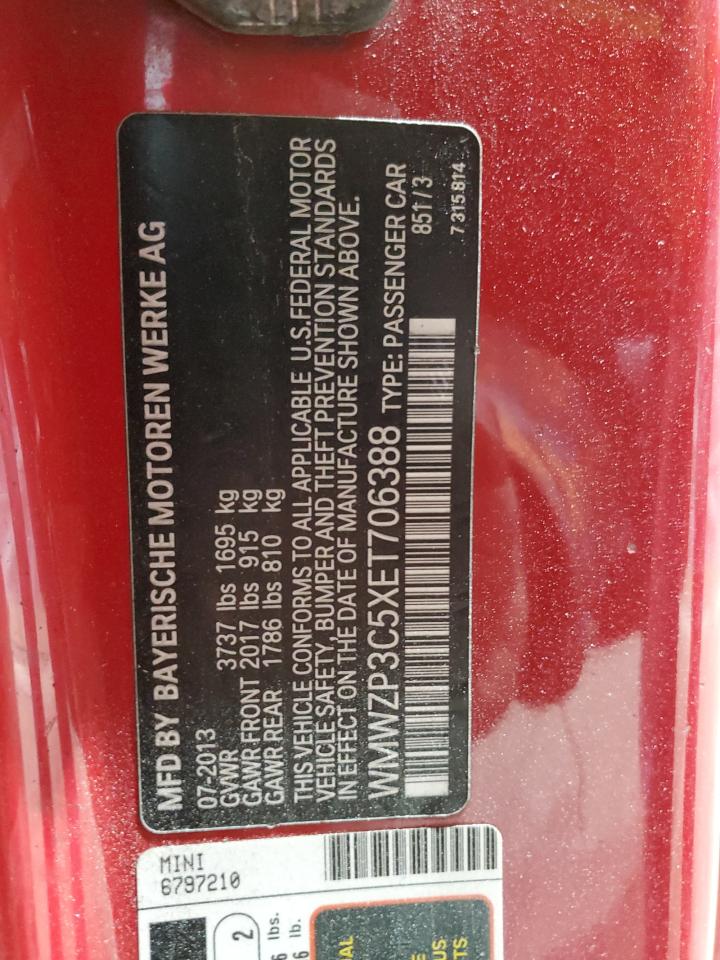 MFD BY BAYERISCHE MOTOREN WERKE AG
07-2013
GVWR 3737 lbs 1695 kg
GAWR FRONT 2017 lbs 915 kg
GAWR REAR 1786 lbs 810 kg
THIS VEHICLE CONFORMS TO ALL APPLICABLE U.S.FEDERAL MOTOR
VEHICLE SAFETY, BUMPER AND THEFT PREVENTION STANDARDS
IN EFFECT ON THE DATE OF MANUFACTURE SHOWN ABOVE.
WMWZP3C5XET706388 TYPE: PASSENGER CAR
851/3
7 315 814
MINI
6797210
2
lbs.
lb.